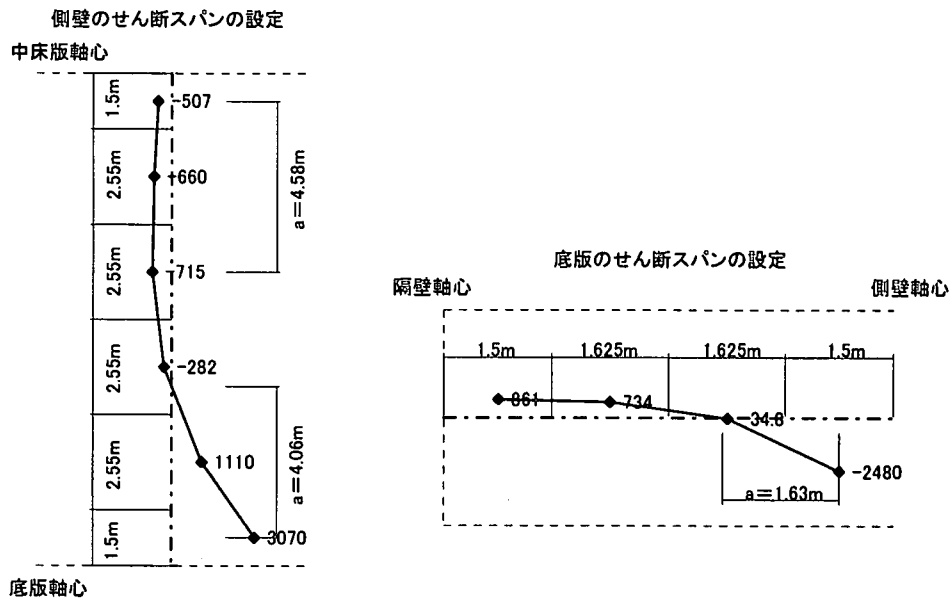 側壁のせん断スパンの設定
中床版軸心
1.5m
-507
2.55m
-660
a=4.58m
2.55m
-715
2.55m
-282
2.55m
1110
a=4.06m
1.5m
3070
底版軸心
底版のせん断スパンの設定
隔壁軸心
側壁軸心
1.5m
1.625m
1.625m
1.5m
861
734
-34.8
-2480
a=1.63m